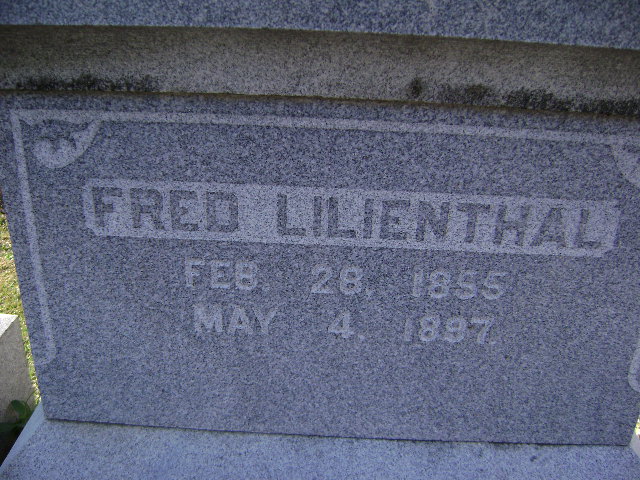 FRED LILIENTHAL
FEB. 28. 1855
MAY 4. 1897.